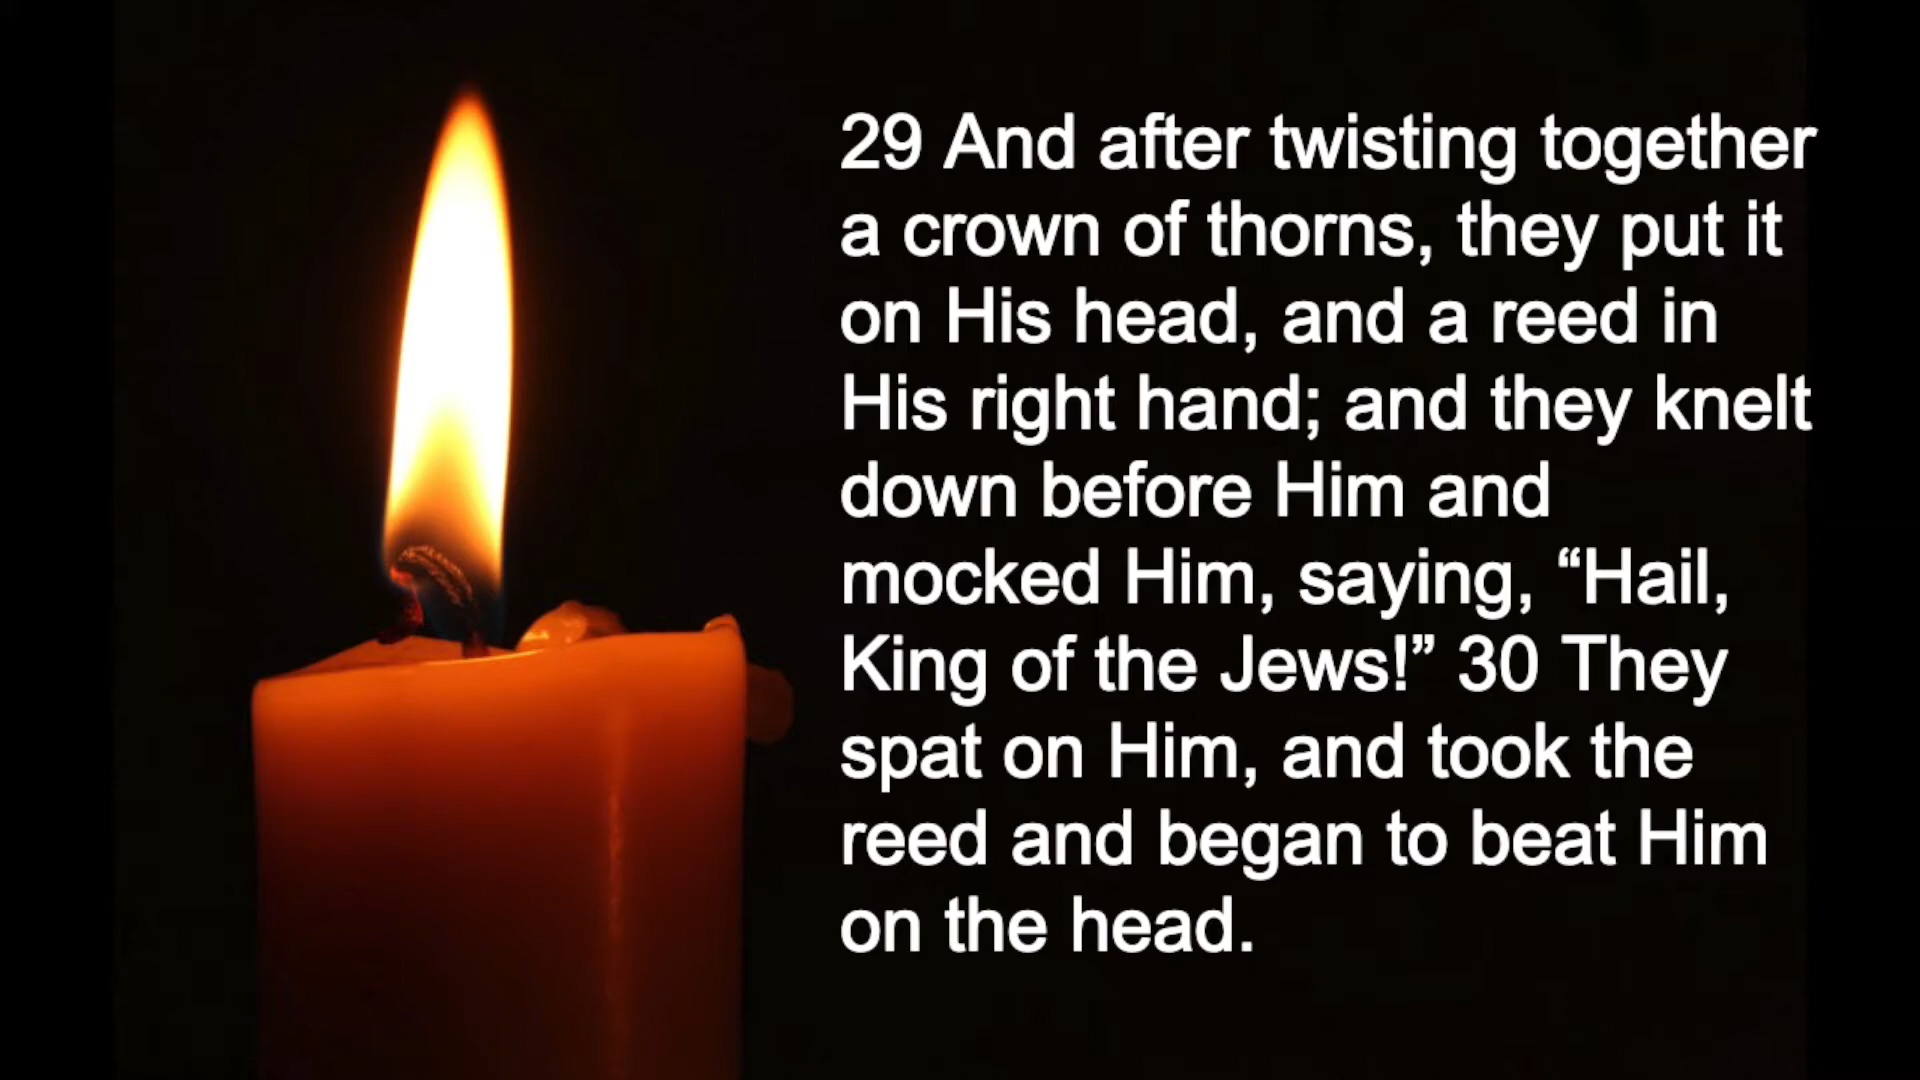 29 And after twisting together
a crown of thorns, they put it
on His head, and a reed in
His right hand; and they knelt
down before Him and
mocked Him, saying, “Hail,
King of the Jews!” 30 They
spat on Him, and took the
reed and began to beat Him
on the head.